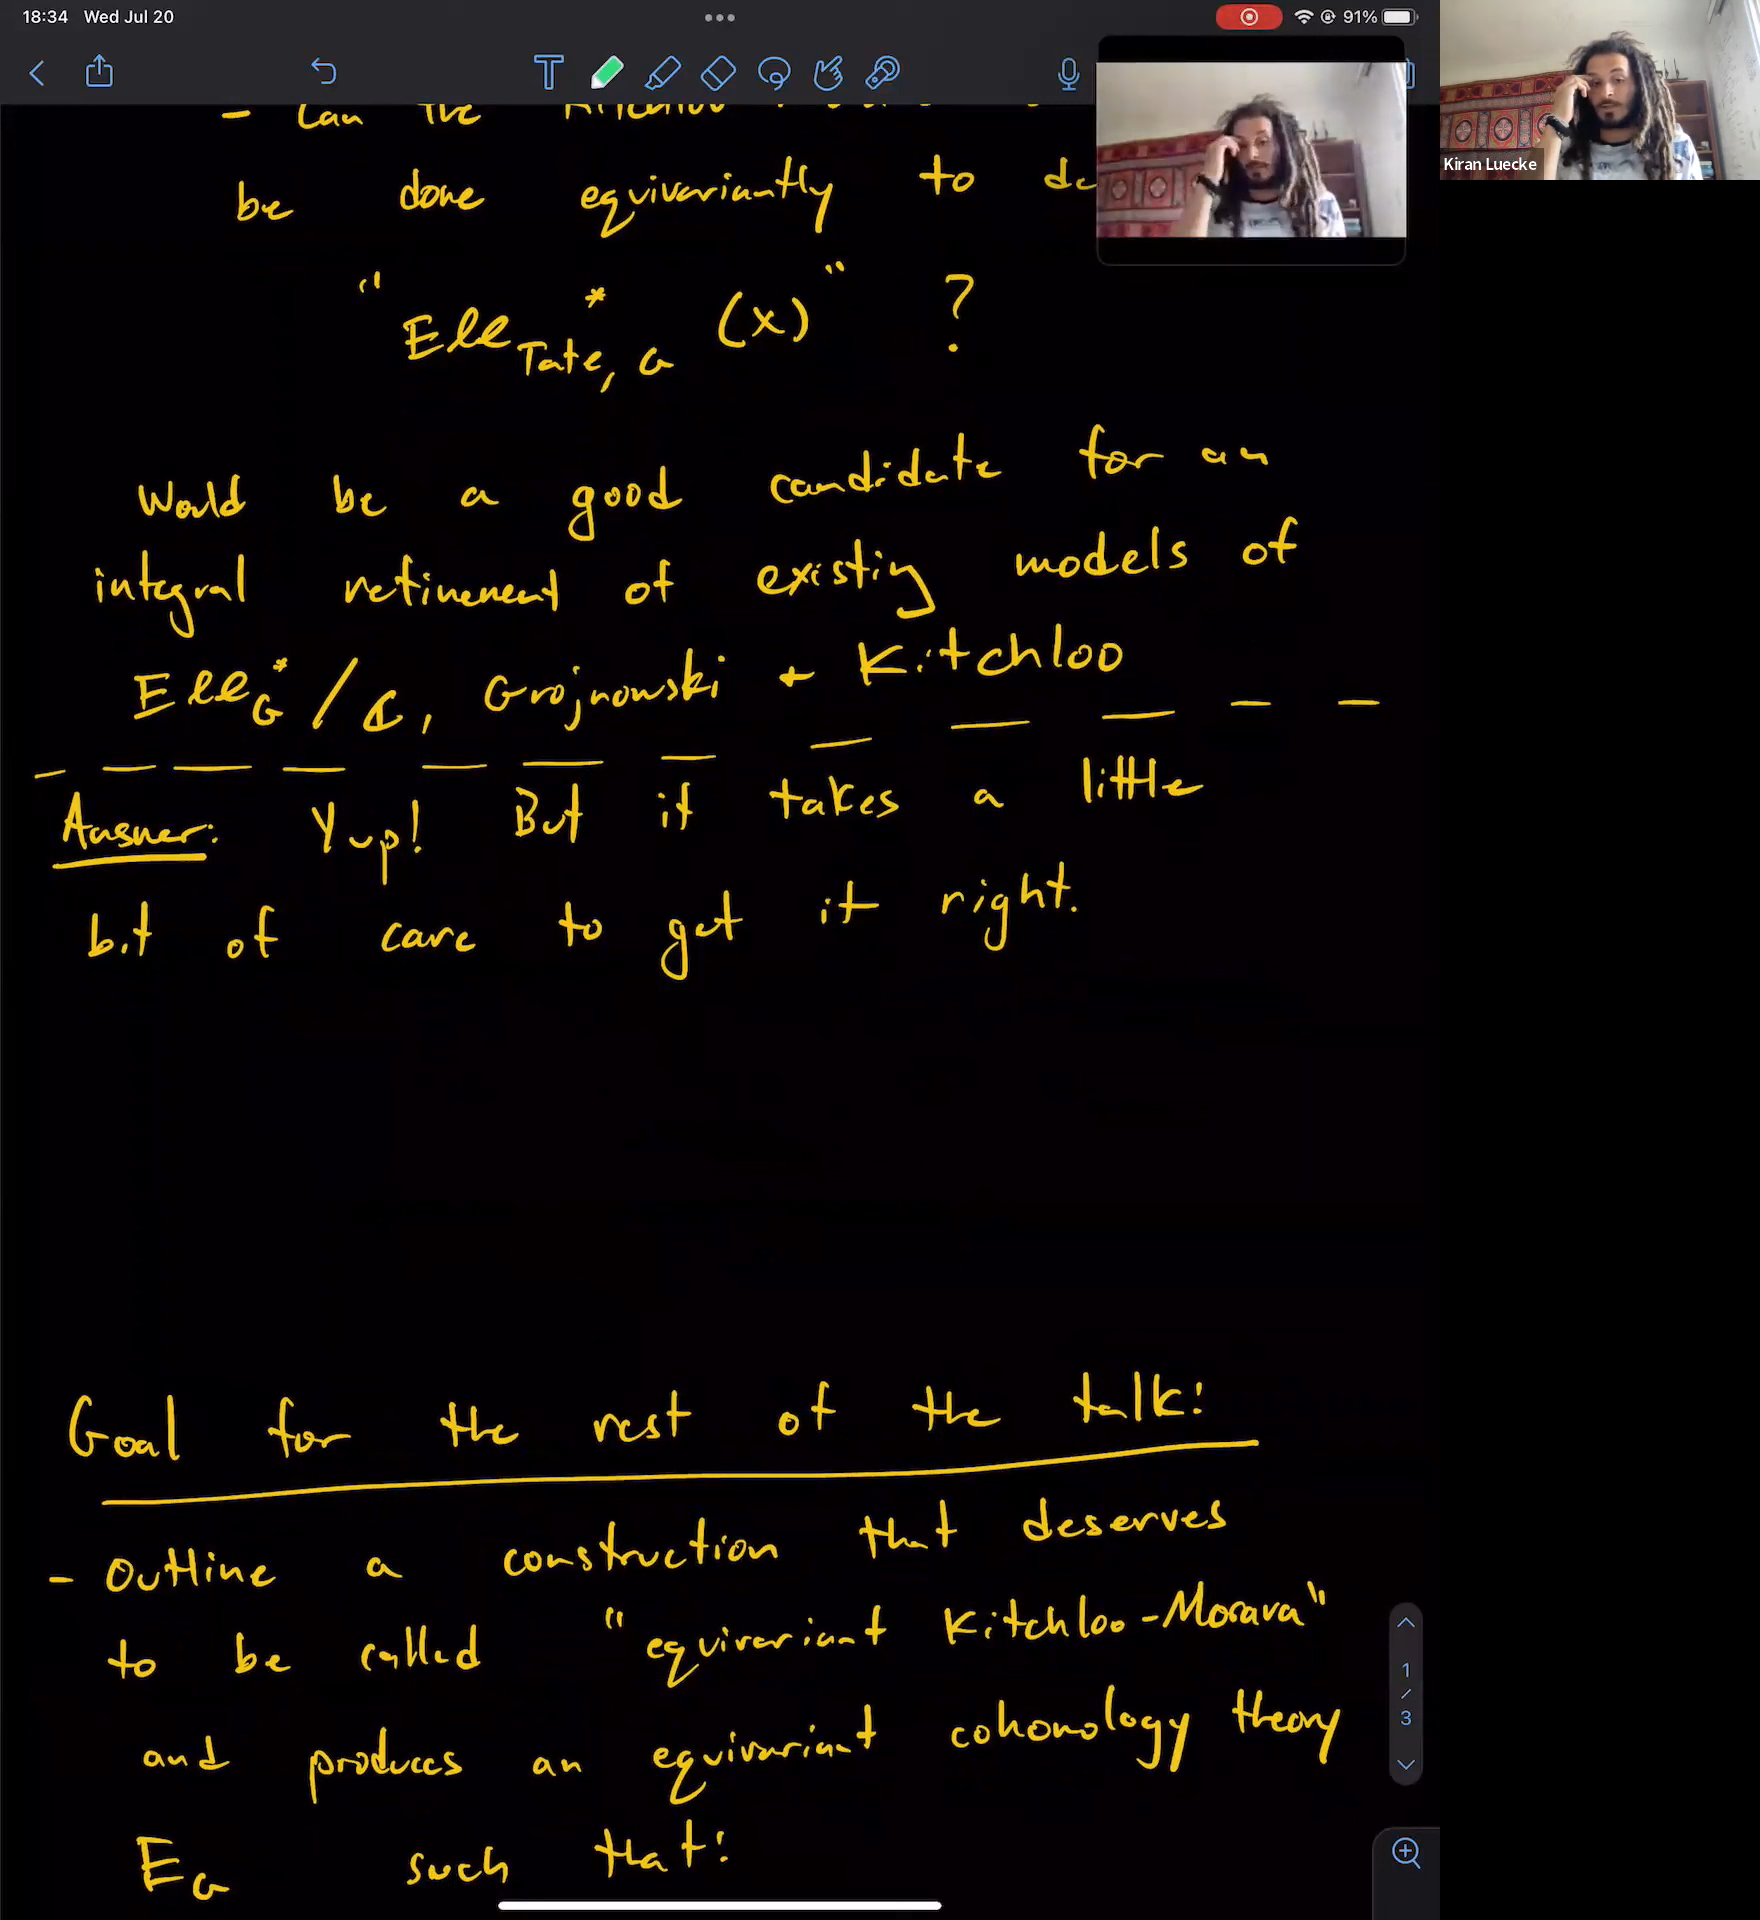 18:34 Wed Jul 20
91%
Kiran Luecke
- Can the
be done equivariantly to de
"Ell*Tate, G (X)" ?
Would be a good candidate for an
integral refinement of existing models of
Ell*G / C, Grojnowski + Kitchloo
Answer: Yup! But it takes a little
bit of care to get it right.
Goal for the rest of the talk:
- Outline a construction that deserves
to be called "equivariant Kitchloo-Morava"
and produces an equivariant cohomology theory
EG such that:
1
/
3